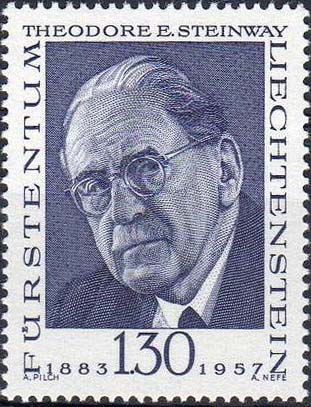 THEODORE E. STEINWAY
FÜRSTENTUM
LIECHTENSTEIN
1883 1.30 1957
A. PILCH
A. NEFE